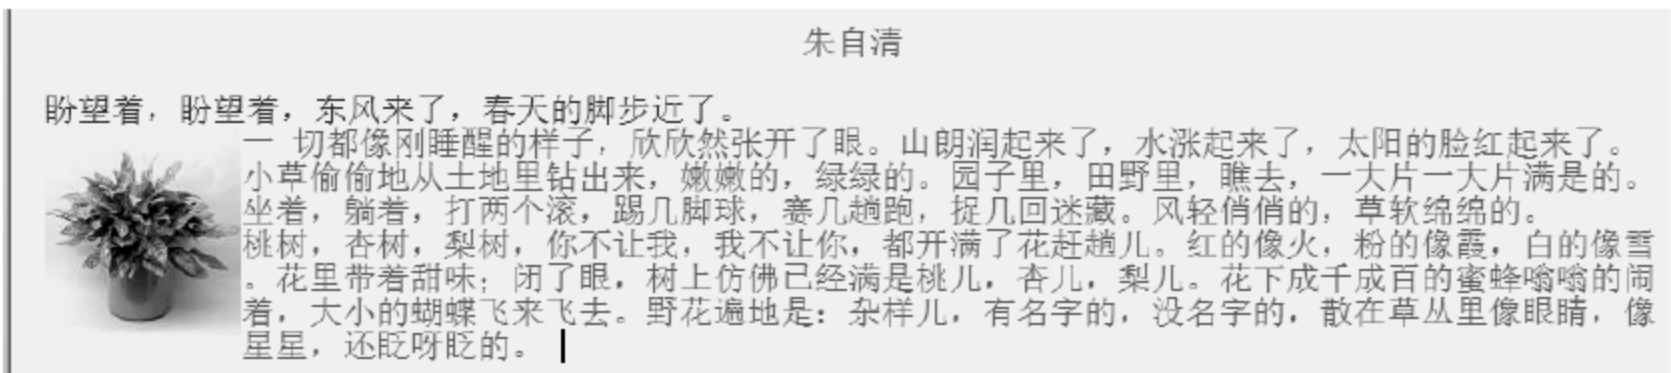 朱自清
盼望着,盼望着,东风来了,春天的脚步近了。
一 切都像刚睡醒的样子,欣欣然张开了眼。山朗润起来了,水涨起来了,太阳的脸红起来了。
小草偷偷地从土地里钻出来,嫩嫩的,绿绿的。园子里,田野里,瞧去,一大片一大片满是的。
坐着,躺着,打两个滚,踢几脚球,赛几趟跑,捉几回迷藏。风轻俏俏的,草软绵绵的。
桃树,杏树,梨树,你不让我,我不让你,都开满了花赶趟儿。红的像火,粉的像霞,白的像雪
。花里带着甜味;闭了眼,树上仿佛已经满是桃儿,杏儿,梨儿。花下成千成百的蜜蜂嗡嗡的闹
着,大小的蝴蝶飞来飞去。野花遍地是:杂样儿,有名字的,没名字的,散在草丛里像眼睛,像
星星,还眨呀眨的。